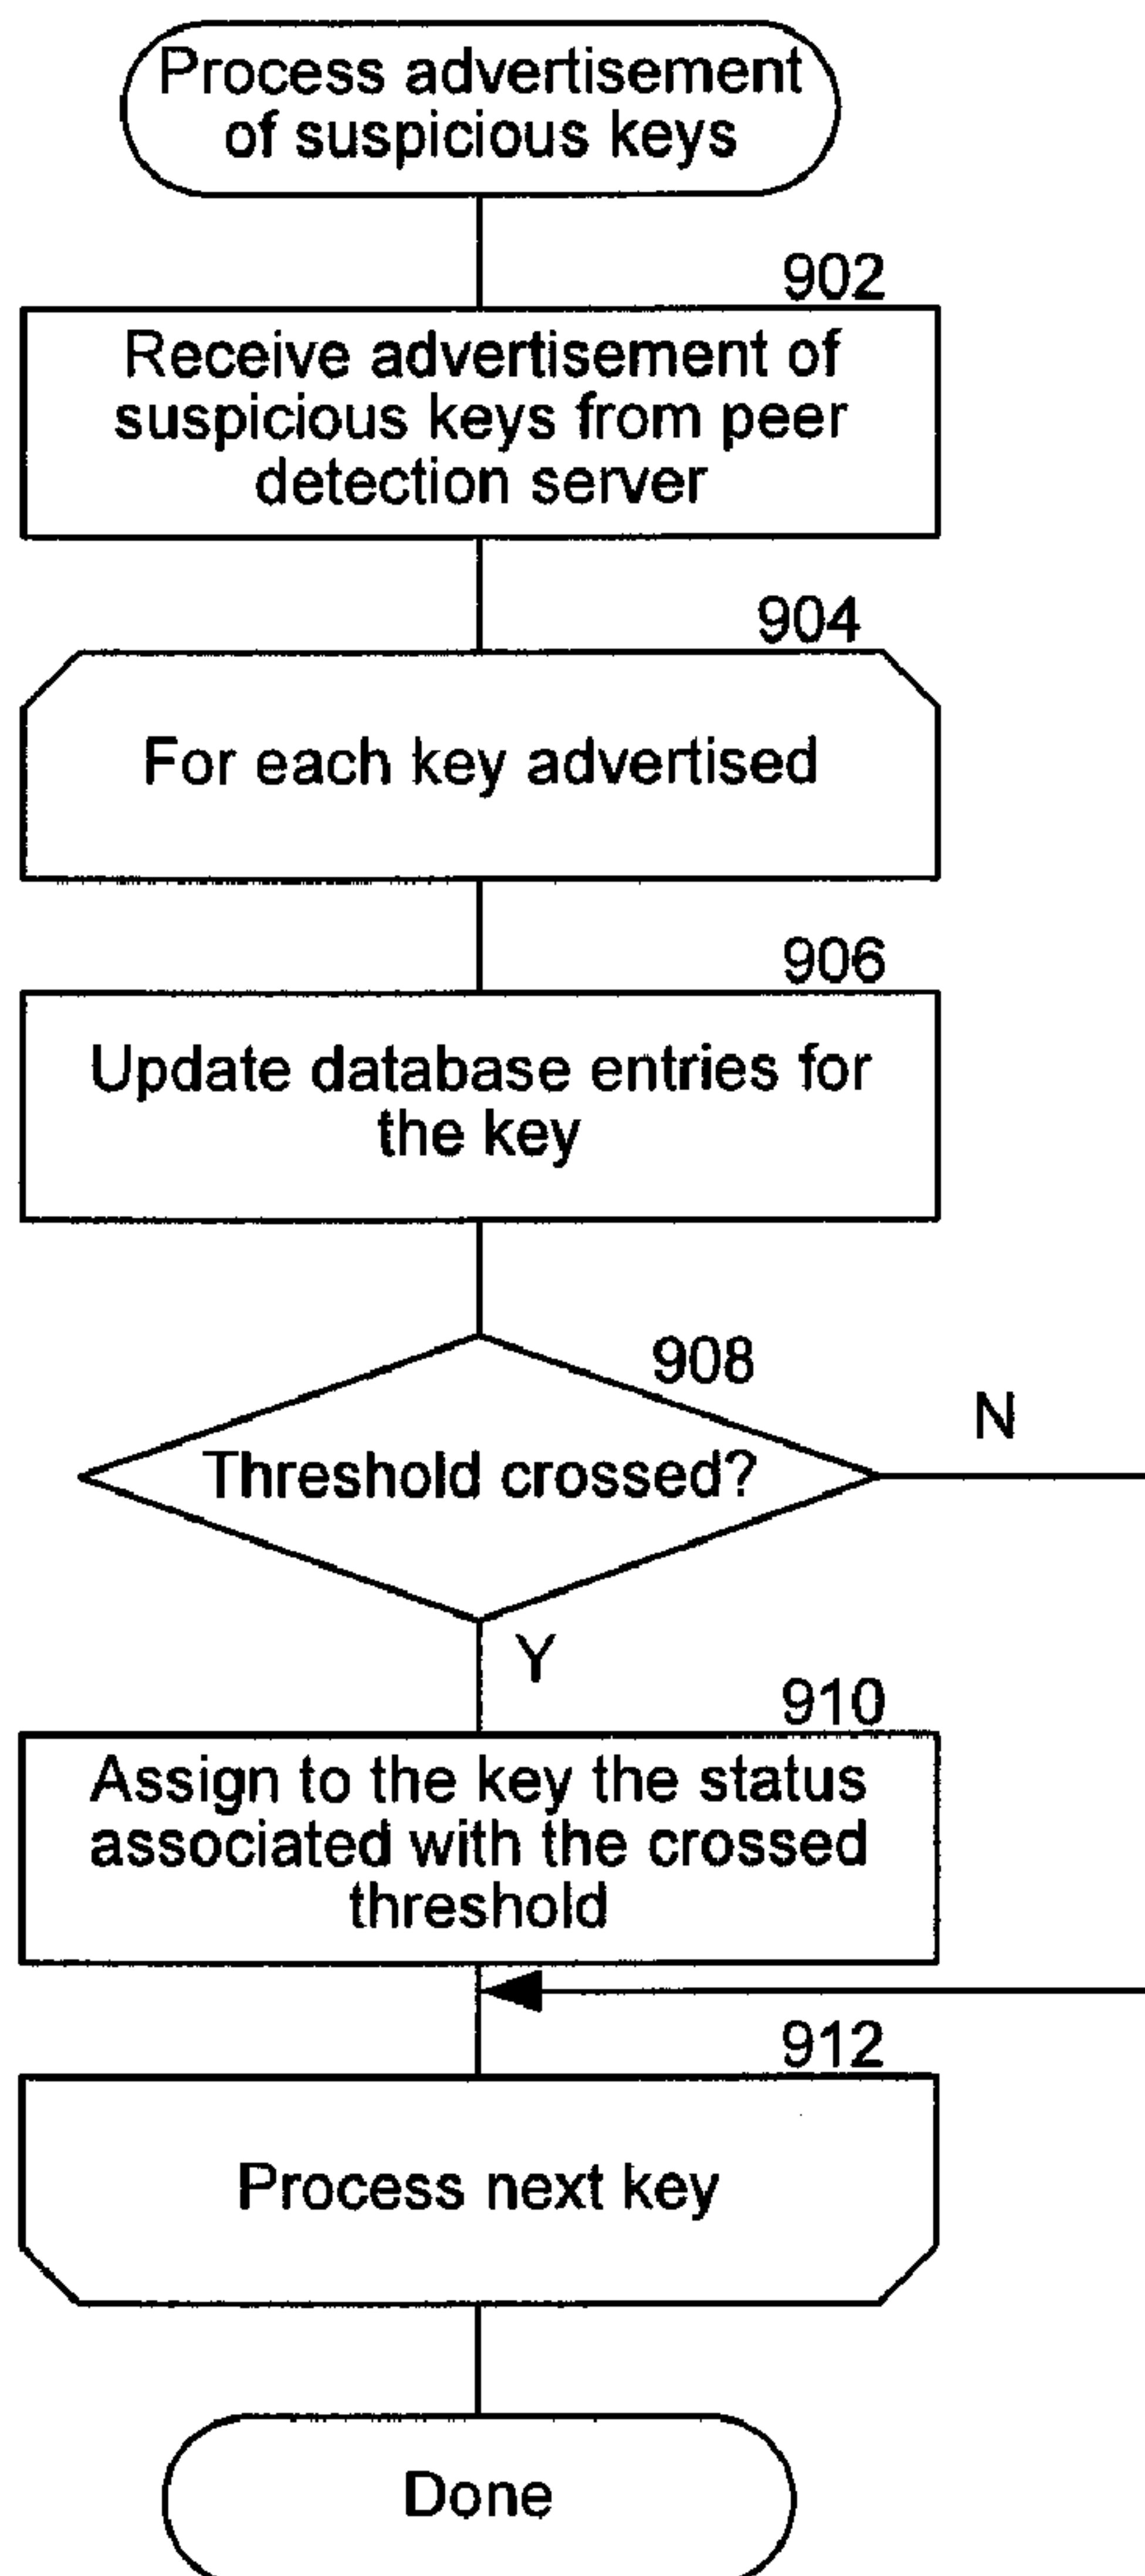 Process advertisement
of suspicious keys
902
Receive advertisement of
suspicious keys from peer
detection server
904
For each key advertised
906
Update database entries for
the key
908
N
Threshold crossed?
Y
910
Assign to the key the status
associated with the crossed
threshold
912
Process next key
Done